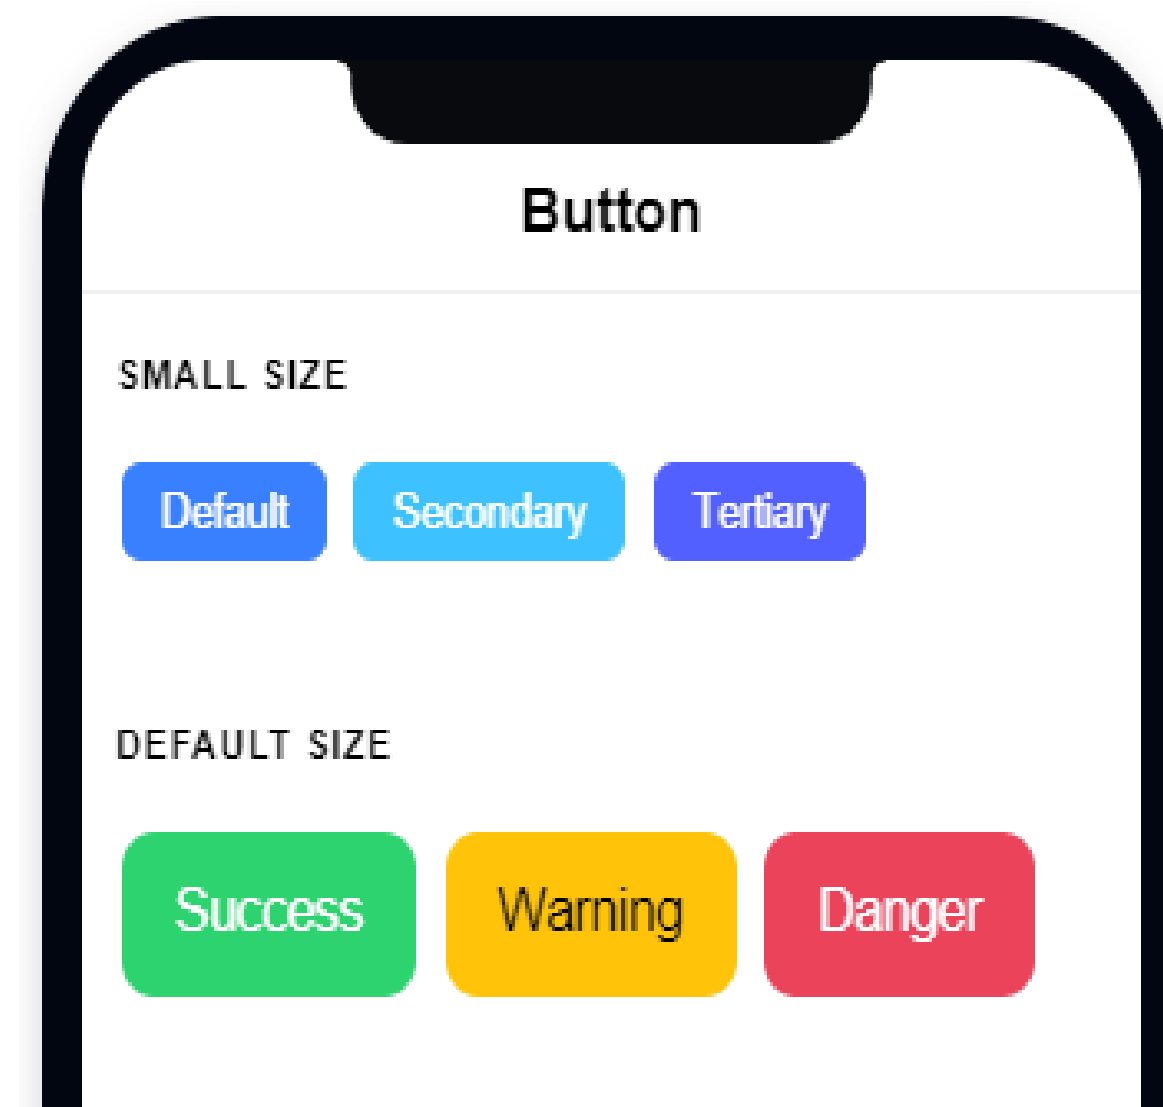 Button
SMALL SIZE
Default Secondary Tertiary
DEFAULT SIZE
Success Warning Danger